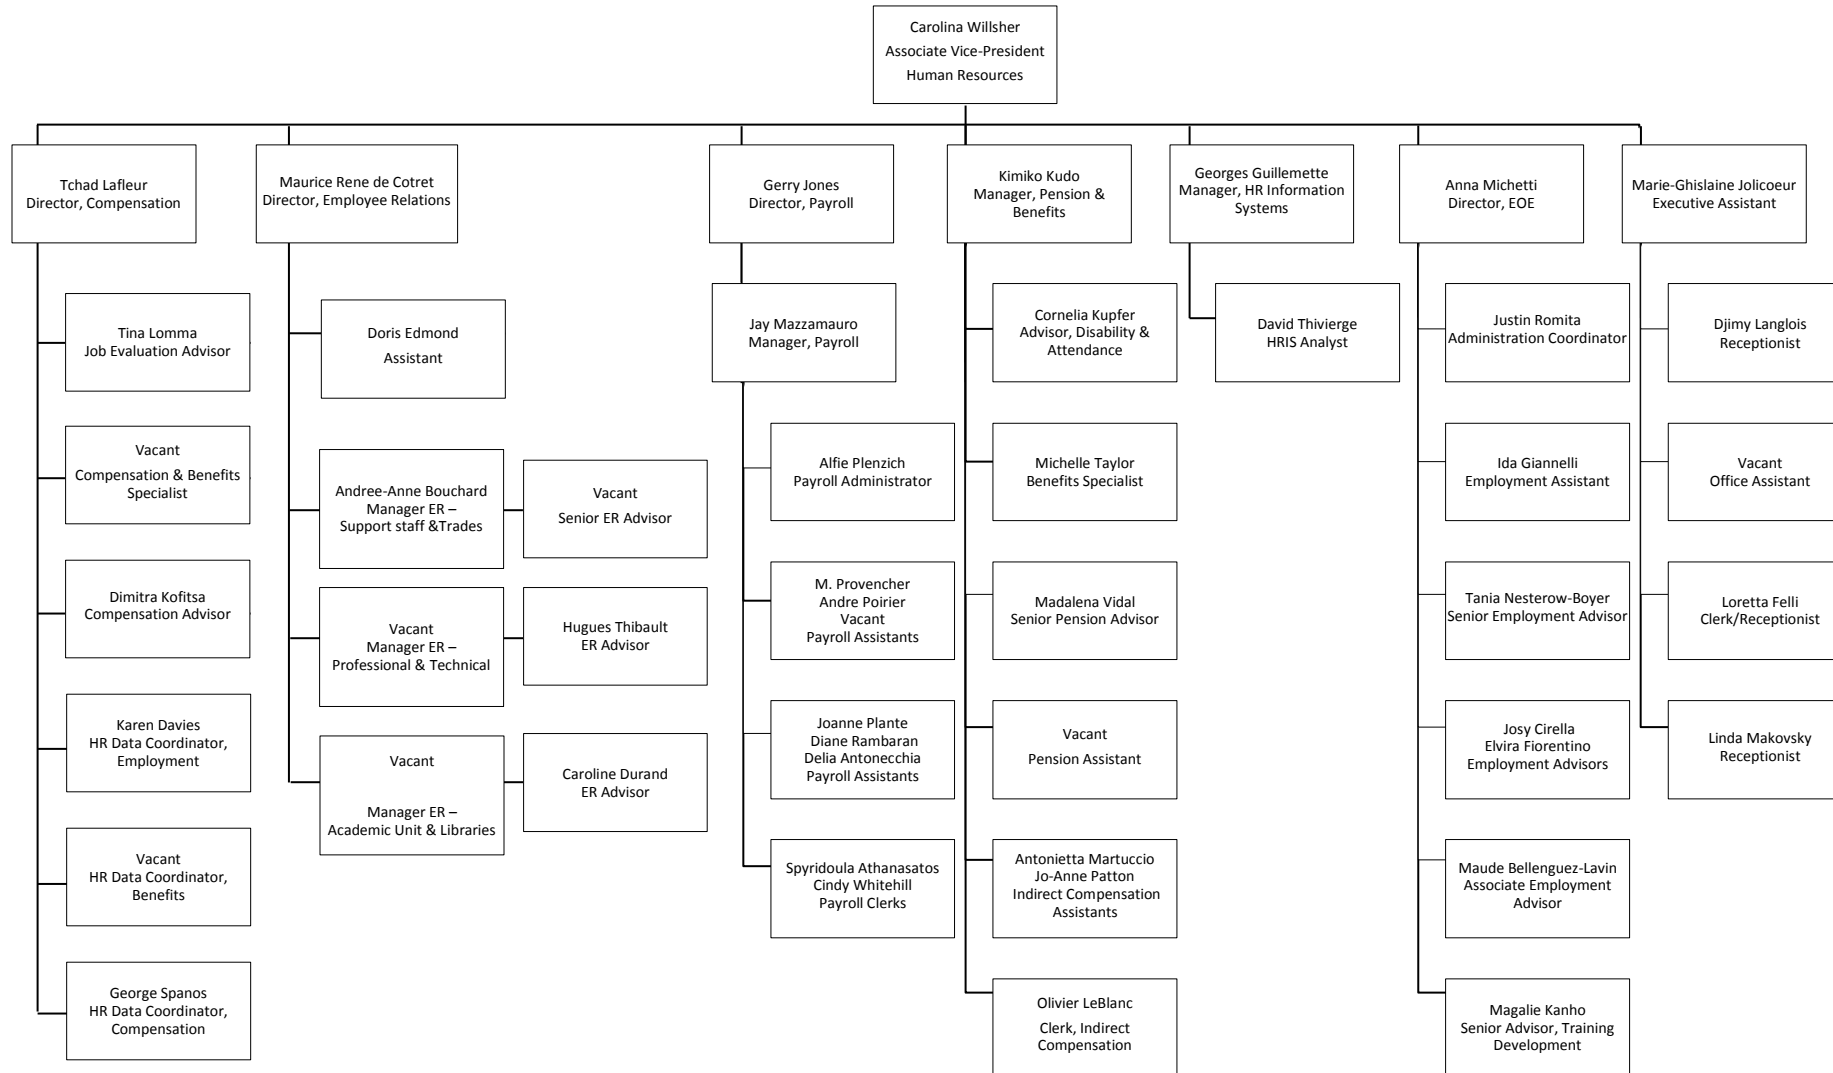 Carolina Willsher
Associate Vice-President
Human Resources
Tchad Lafleur
Director, Compensation
Maurice Rene de Cotret
Director, Employee Relations
Gerry Jones
Director, Payroll
Kimiko Kudo
Manager, Pension &
Benefits
Georges Guillemette
Manager, HR Information
Systems
Anna Michetti
Director, EOE
Marie-Ghislaine Jolicoeur
Executive Assistant
Tina Lomma
Job Evaluation Advisor
Vacant
Compensation & Benefits
Specialist
Dimitra Kofitsa
Compensation Advisor
Karen Davies
HR Data Coordinator,
Employment
Vacant
HR Data Coordinator,
Benefits
George Spanos
HR Data Coordinator,
Compensation
Doris Edmond
Assistant
Andree-Anne Bouchard
Manager ER –
Support staff &Trades
Vacant
Senior ER Advisor
Vacant
Manager ER –
Professional & Technical
Hugues Thibault
ER Advisor
Vacant
Manager ER –
Academic Unit & Libraries
Caroline Durand
ER Advisor
Jay Mazzamauro
Manager, Payroll
Alfie Plenzich
Payroll Administrator
M. Provencher
Andre Poirier
Vacant
Payroll Assistants
Joanne Plante
Diane Rambaran
Delia Antonecchia
Payroll Assistants
Spyridoula Athanasatos
Cindy Whitehill
Payroll Clerks
Cornelia Kupfer
Advisor, Disability &
Attendance
Michelle Taylor
Benefits Specialist
Madalena Vidal
Senior Pension Advisor
Vacant
Pension Assistant
Antonietta Martuccio
Jo-Anne Patton
Indirect Compensation
Assistants
Olivier LeBlanc
Clerk, Indirect
Compensation
David Thivierge
HRIS Analyst
Justin Romita
Administration Coordinator
Ida Giannelli
Employment Assistant
Tania Nesterow-Boyer
Senior Employment Advisor
Josy Cirella
Elvira Fiorentino
Employment Advisors
Maude Bellenguez-Lavin
Associate Employment
Advisor
Magalie Kanho
Senior Advisor, Training
Development
Djimy Langlois
Receptionist
Vacant
Office Assistant
Loretta Felli
Clerk/Receptionist
Linda Makovsky
Receptionist